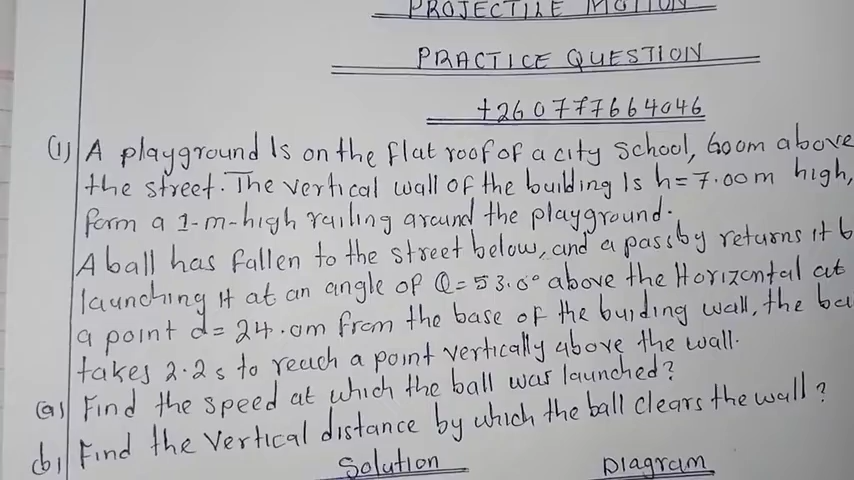 PROJECTILE MOTION
PRACTICE QUESTION
+260777664046
(1) A playground Is on the flat roof of a city school, 600m above
the street. The vertical wall of the building Is h=7.00m high,
form a 1-m-high railing around the playground.
A ball has fallen to the street below, and a passby returns it b
launching it at an angle of Q=53.0° above the Horizontal at
a point d=24.0m from the base of the buiding wall, the ba
takes 2.2s to reach a point vertically above the wall.
(a) Find the speed at which the ball was launched?
(b) Find the vertical distance by which the ball clears the wall?
Solution Diagram